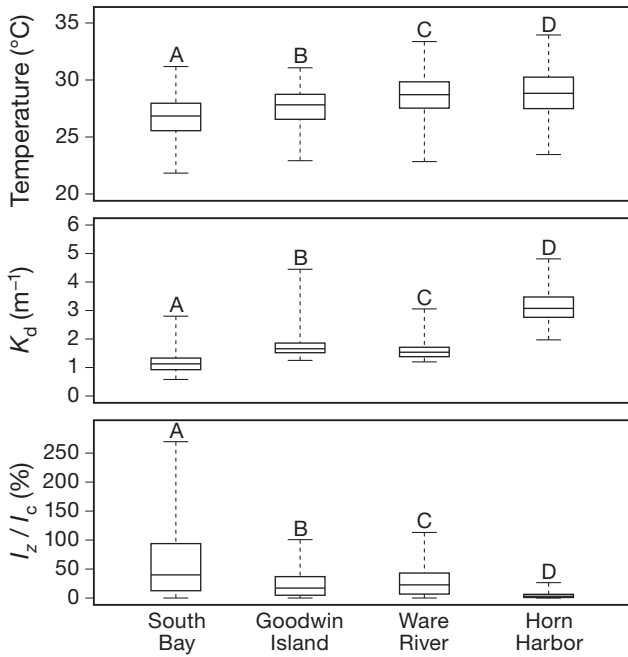 Temperature (°C)
35
30
25
20
A
B
C
D
K_d (m⁻¹)
6
5
4
3
2
1
0
A
B
C
D
I_z / I_c (%)
250
200
150
100
50
0
A
B
C
D
South
Bay
Goodwin
Island
Ware
River
Horn
Harbor